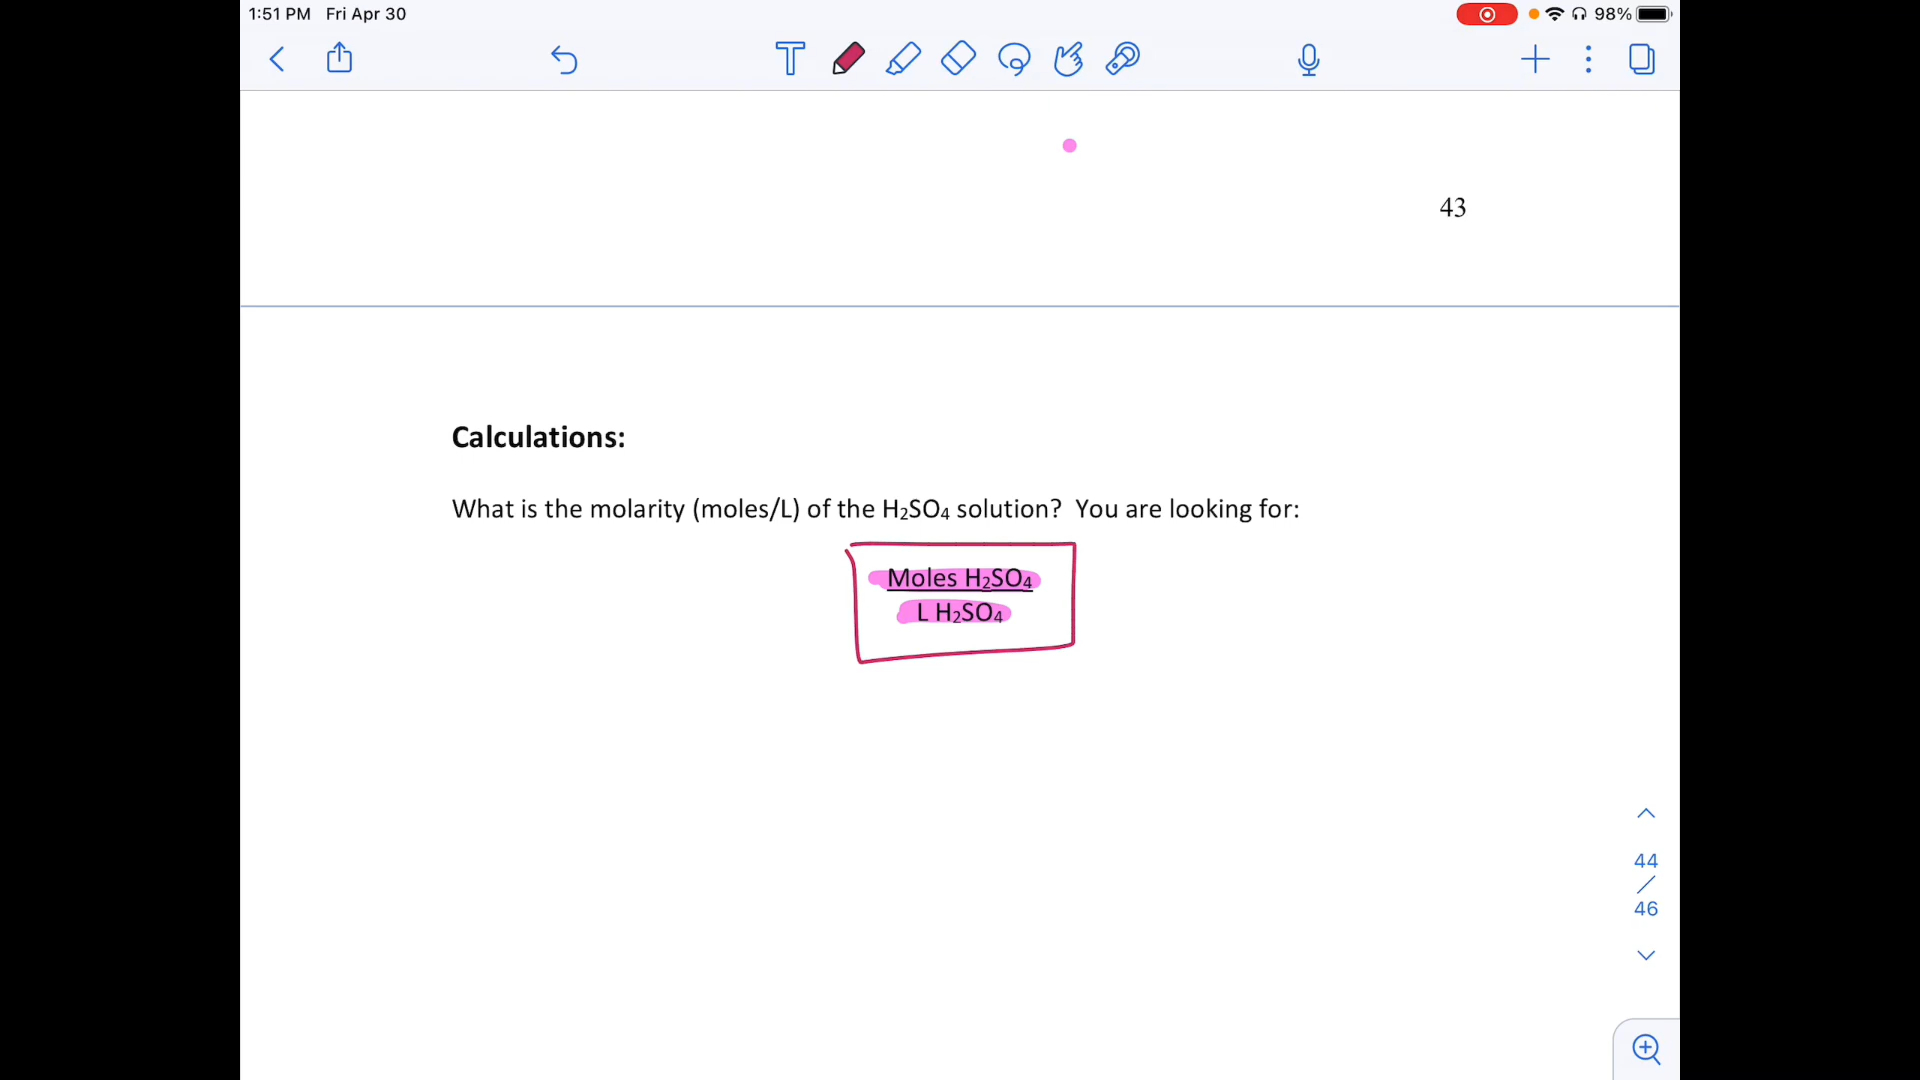 1:51 PM Fri Apr 30 98%
43
Calculations:
What is the molarity (moles/L) of the H₂SO₄ solution? You are looking for:
Moles H₂SO₄
L H₂SO₄
44
46